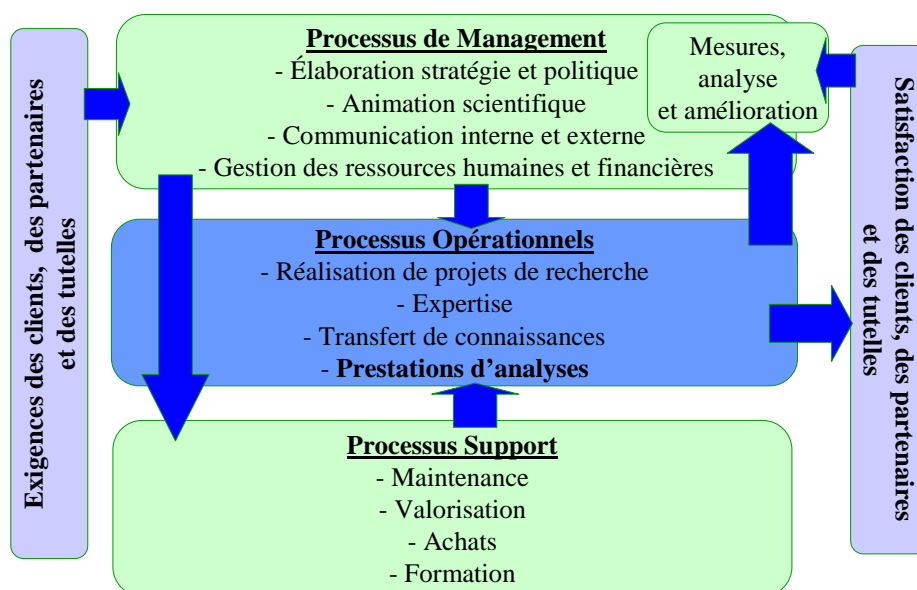 Exigences des clients, des partenaires
et des tutelles
Processus de Management
- Élaboration stratégie et politique
- Animation scientifique
- Communication interne et externe
- Gestion des ressources humaines et financières
Mesures,
analyse
et amélioration
Processus Opérationnels
- Réalisation de projets de recherche
- Expertise
- Transfert de connaissances
- Prestations d’analyses
Processus Support
- Maintenance
- Valorisation
- Achats
- Formation
Satisfaction des clients, des partenaires
et des tutelles